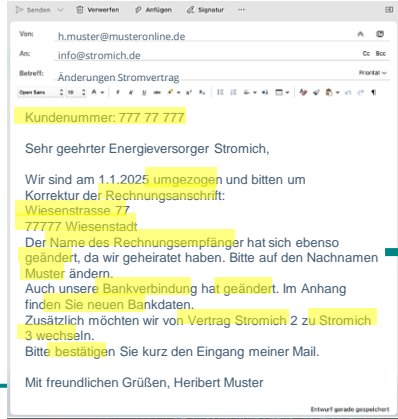 Senden Verwerfen Anfügen Signatur ...
Von: h.muster@musteronline.de
An: info@stromich.de Cc Bcc
Betreff: Änderungen Stromvertrag Priorität
Open Sans 10 A F K U abc A x² x₂
Kundenummer: 777 77 777
Sehr geehrter Energieversorger Stromich,
Wir sind am 1.1.2025 umgezogen und bitten um
Korrektur der Rechnungsanschrift:
Wiesenstrasse 77
77777 Wiesenstadt
Der Name des Rechnungsempfänger hat sich ebenso
geändert, da wir geheiratet haben. Bitte auf den Nachnamen
Muster ändern.
Auch unsere Bankverbindung hat geändert. Im Anhang
finden Sie neuen Bankdaten.
Zusätzlich möchten wir von Vertrag Stromich 2 zu Stromich
3 wechseln.
Bitte bestätigen Sie kurz den Eingang meiner Mail.
Mit freundlichen Grüßen, Heribert Muster
Entwurf gerade gespeichert